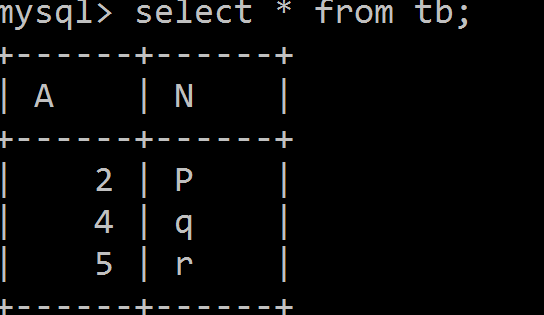 mysql> select * from tb;
+------+------+
| A    | N    |
+------+------+
|    2 | P    |
|    4 | q    |
|    5 | r    |
+------+------+